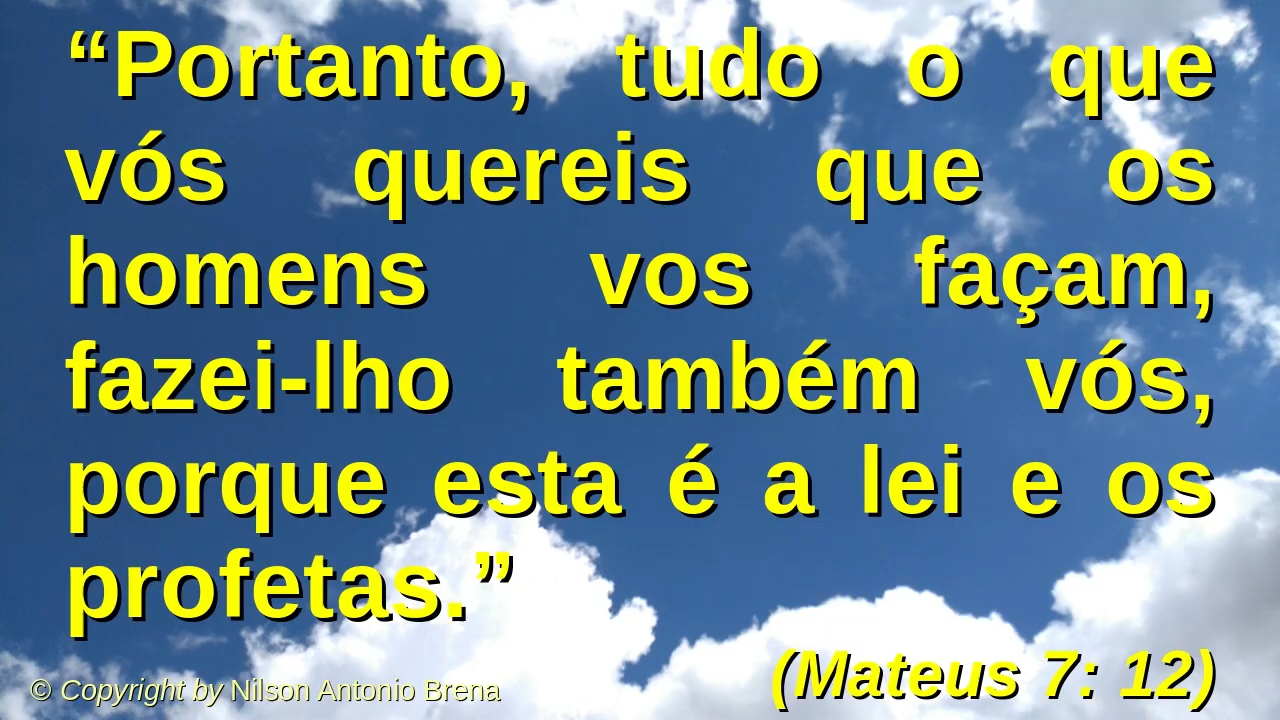 “Portanto, tudo o que
vós quereis que os
homens vos façam,
fazei-lho também vós,
porque esta é a lei e os
profetas.”
(Mateus 7: 12)
© Copyright by Nilson Antonio Brena